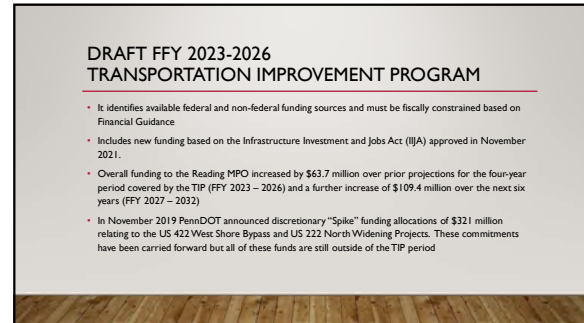 DRAFT FFY 2023-2026
TRANSPORTATION IMPROVEMENT PROGRAM
• It identifies available federal and non-federal funding sources and must be fiscally constrained based on
Financial Guidance
• Includes new funding based on the Infrastructure Investment and Jobs Act (IIJA) approved in November
2021.
• Overall funding to the Reading MPO increased by $63.7 million over prior projections for the four-year
period covered by the TIP (FFY 2023 – 2026) and a further increase of $109.4 million over the next six
years (FFY 2027 – 2032)
• In November 2019 PennDOT announced discretionary “Spike” funding allocations of $321 million
relating to the US 422 West Shore Bypass and US 222 North Widening Projects. These commitments
have been carried forward but all of these funds are still outside of the TIP period